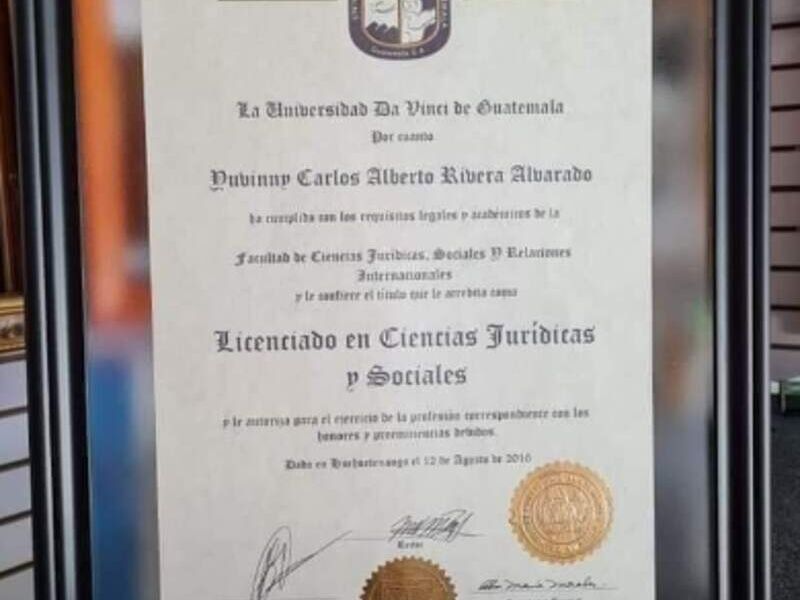 Guatemala C.A.
La Universidad Da Vinci de Guatemala
Por cuanto
Yuvinny Carlos Alberto Rivera Alvarado
ha cumplido con los requisitos legales y académicos de la
Facultad de Ciencias Jurídicas, Sociales Y Relaciones
Internacionales
y le confiere el título que le acredita como
Licenciado en Ciencias Jurídicas
y Sociales
y le autoriza para el ejercicio de la profesión correspondiente con los
honores y preeminencias debidos.
Dado en Huehuetenango el 12 de Agosto de 2016
Rector